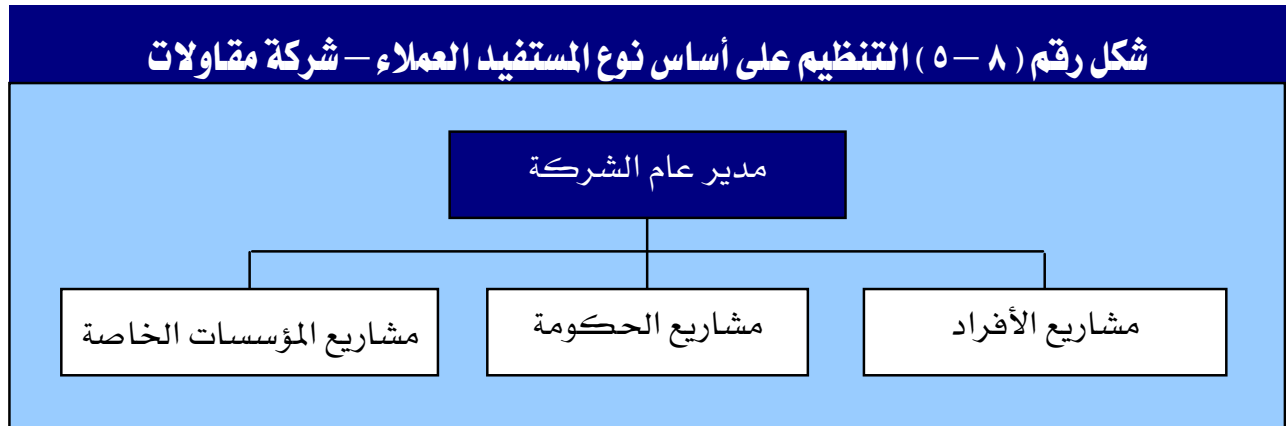 شكل رقم ( ٨ – ٥ ) التنظيم على أساس نوع المستفيد العملاء – شركة مقاولات
مدير عام الشركة
مشاريع الأفراد
مشاريع الحكومة
مشاريع المؤسسات الخاصة